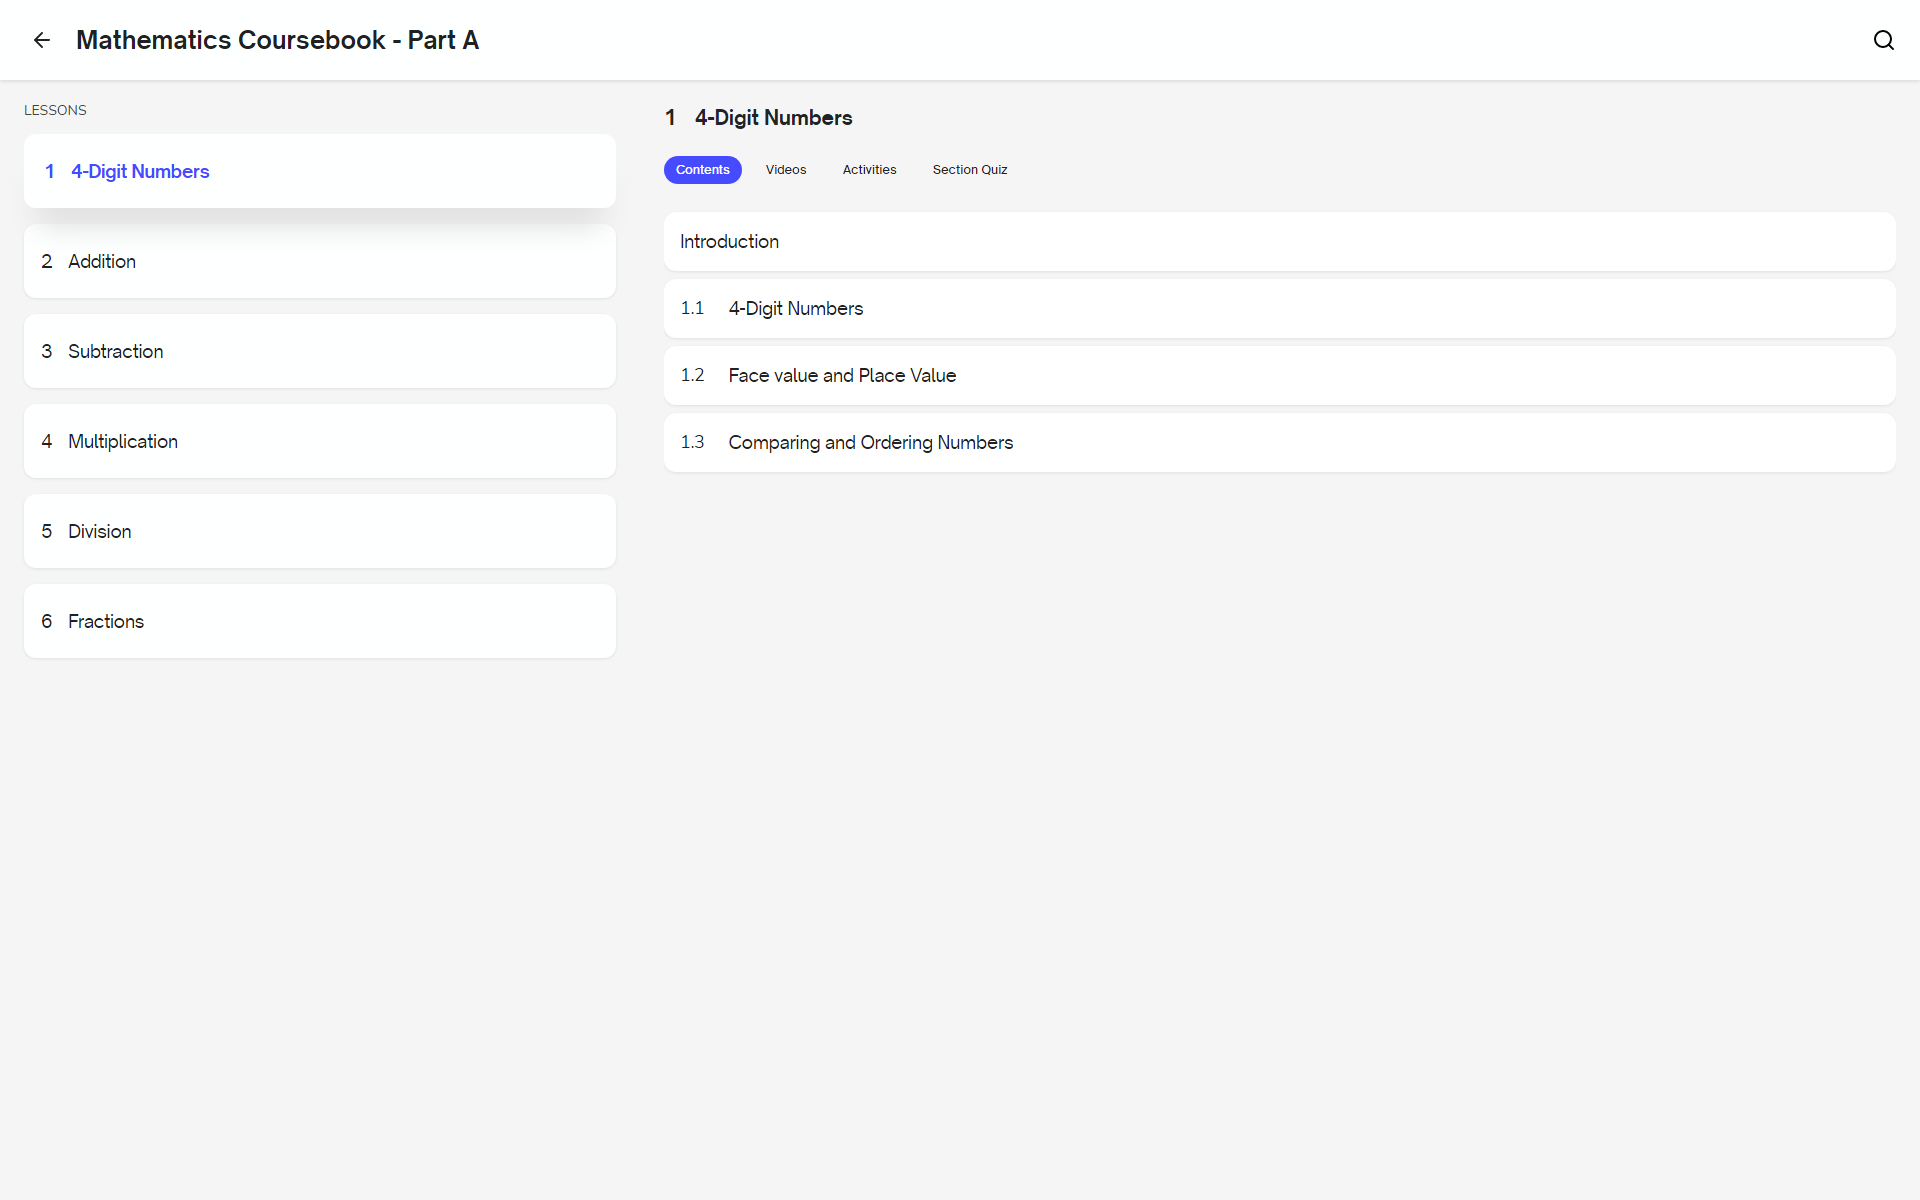 Mathematics Coursebook - Part A
LESSONS
1 4-Digit Numbers
2 Addition
3 Subtraction
4 Multiplication
5 Division
6 Fractions
1 4-Digit Numbers
Contents Videos Activities Section Quiz
Introduction
1.1 4-Digit Numbers
1.2 Face value and Place Value
1.3 Comparing and Ordering Numbers